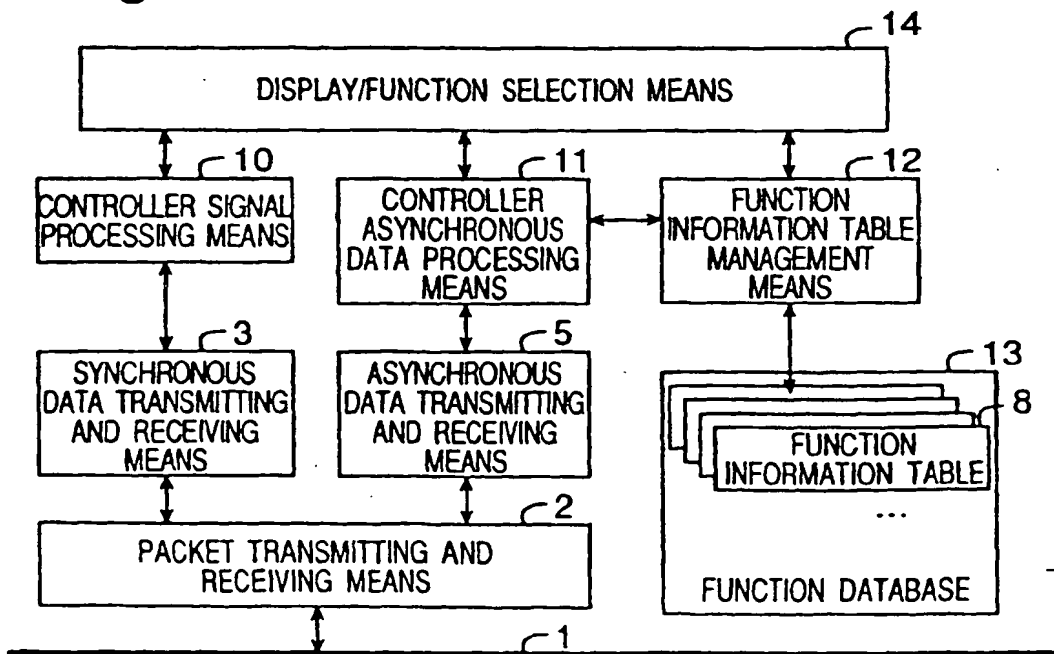 14
DISPLAY/FUNCTION SELECTION MEANS
10
CONTROLLER SIGNAL
PROCESSING MEANS
11
CONTROLLER
ASYNCHRONOUS
DATA PROCESSING
MEANS
12
FUNCTION
INFORMATION TABLE
MANAGEMENT
MEANS
3
SYNCHRONOUS
DATA TRANSMITTING
AND RECEIVING
MEANS
5
ASYNCHRONOUS
DATA TRANSMITTING
AND RECEIVING
MEANS
13
8
FUNCTION
INFORMATION TABLE
...
FUNCTION DATABASE
2
PACKET TRANSMITTING AND
RECEIVING MEANS
1